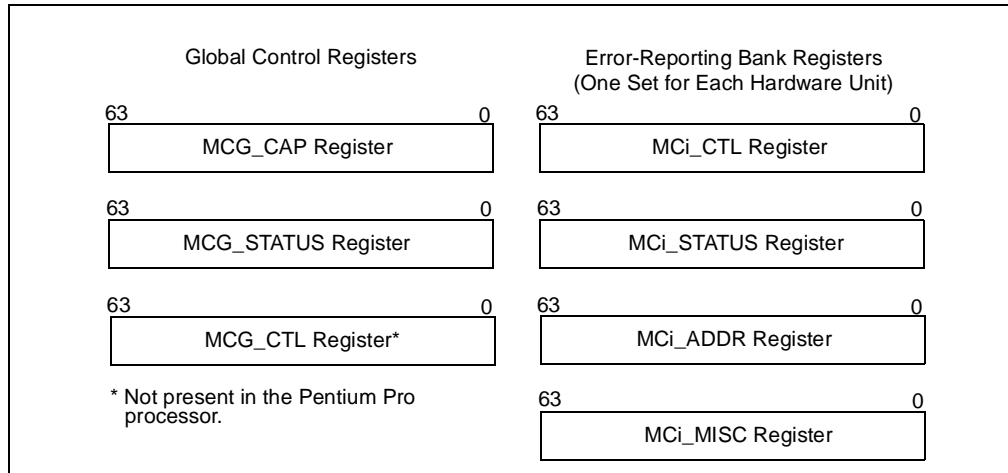 Global Control Registers
63 0
MCG_CAP Register
63 0
MCG_STATUS Register
63 0
MCG_CTL Register*
* Not present in the Pentium Pro
processor.
Error-Reporting Bank Registers
(One Set for Each Hardware Unit)
63 0
MCi_CTL Register
63 0
MCi_STATUS Register
63 0
MCi_ADDR Register
63 0
MCi_MISC Register